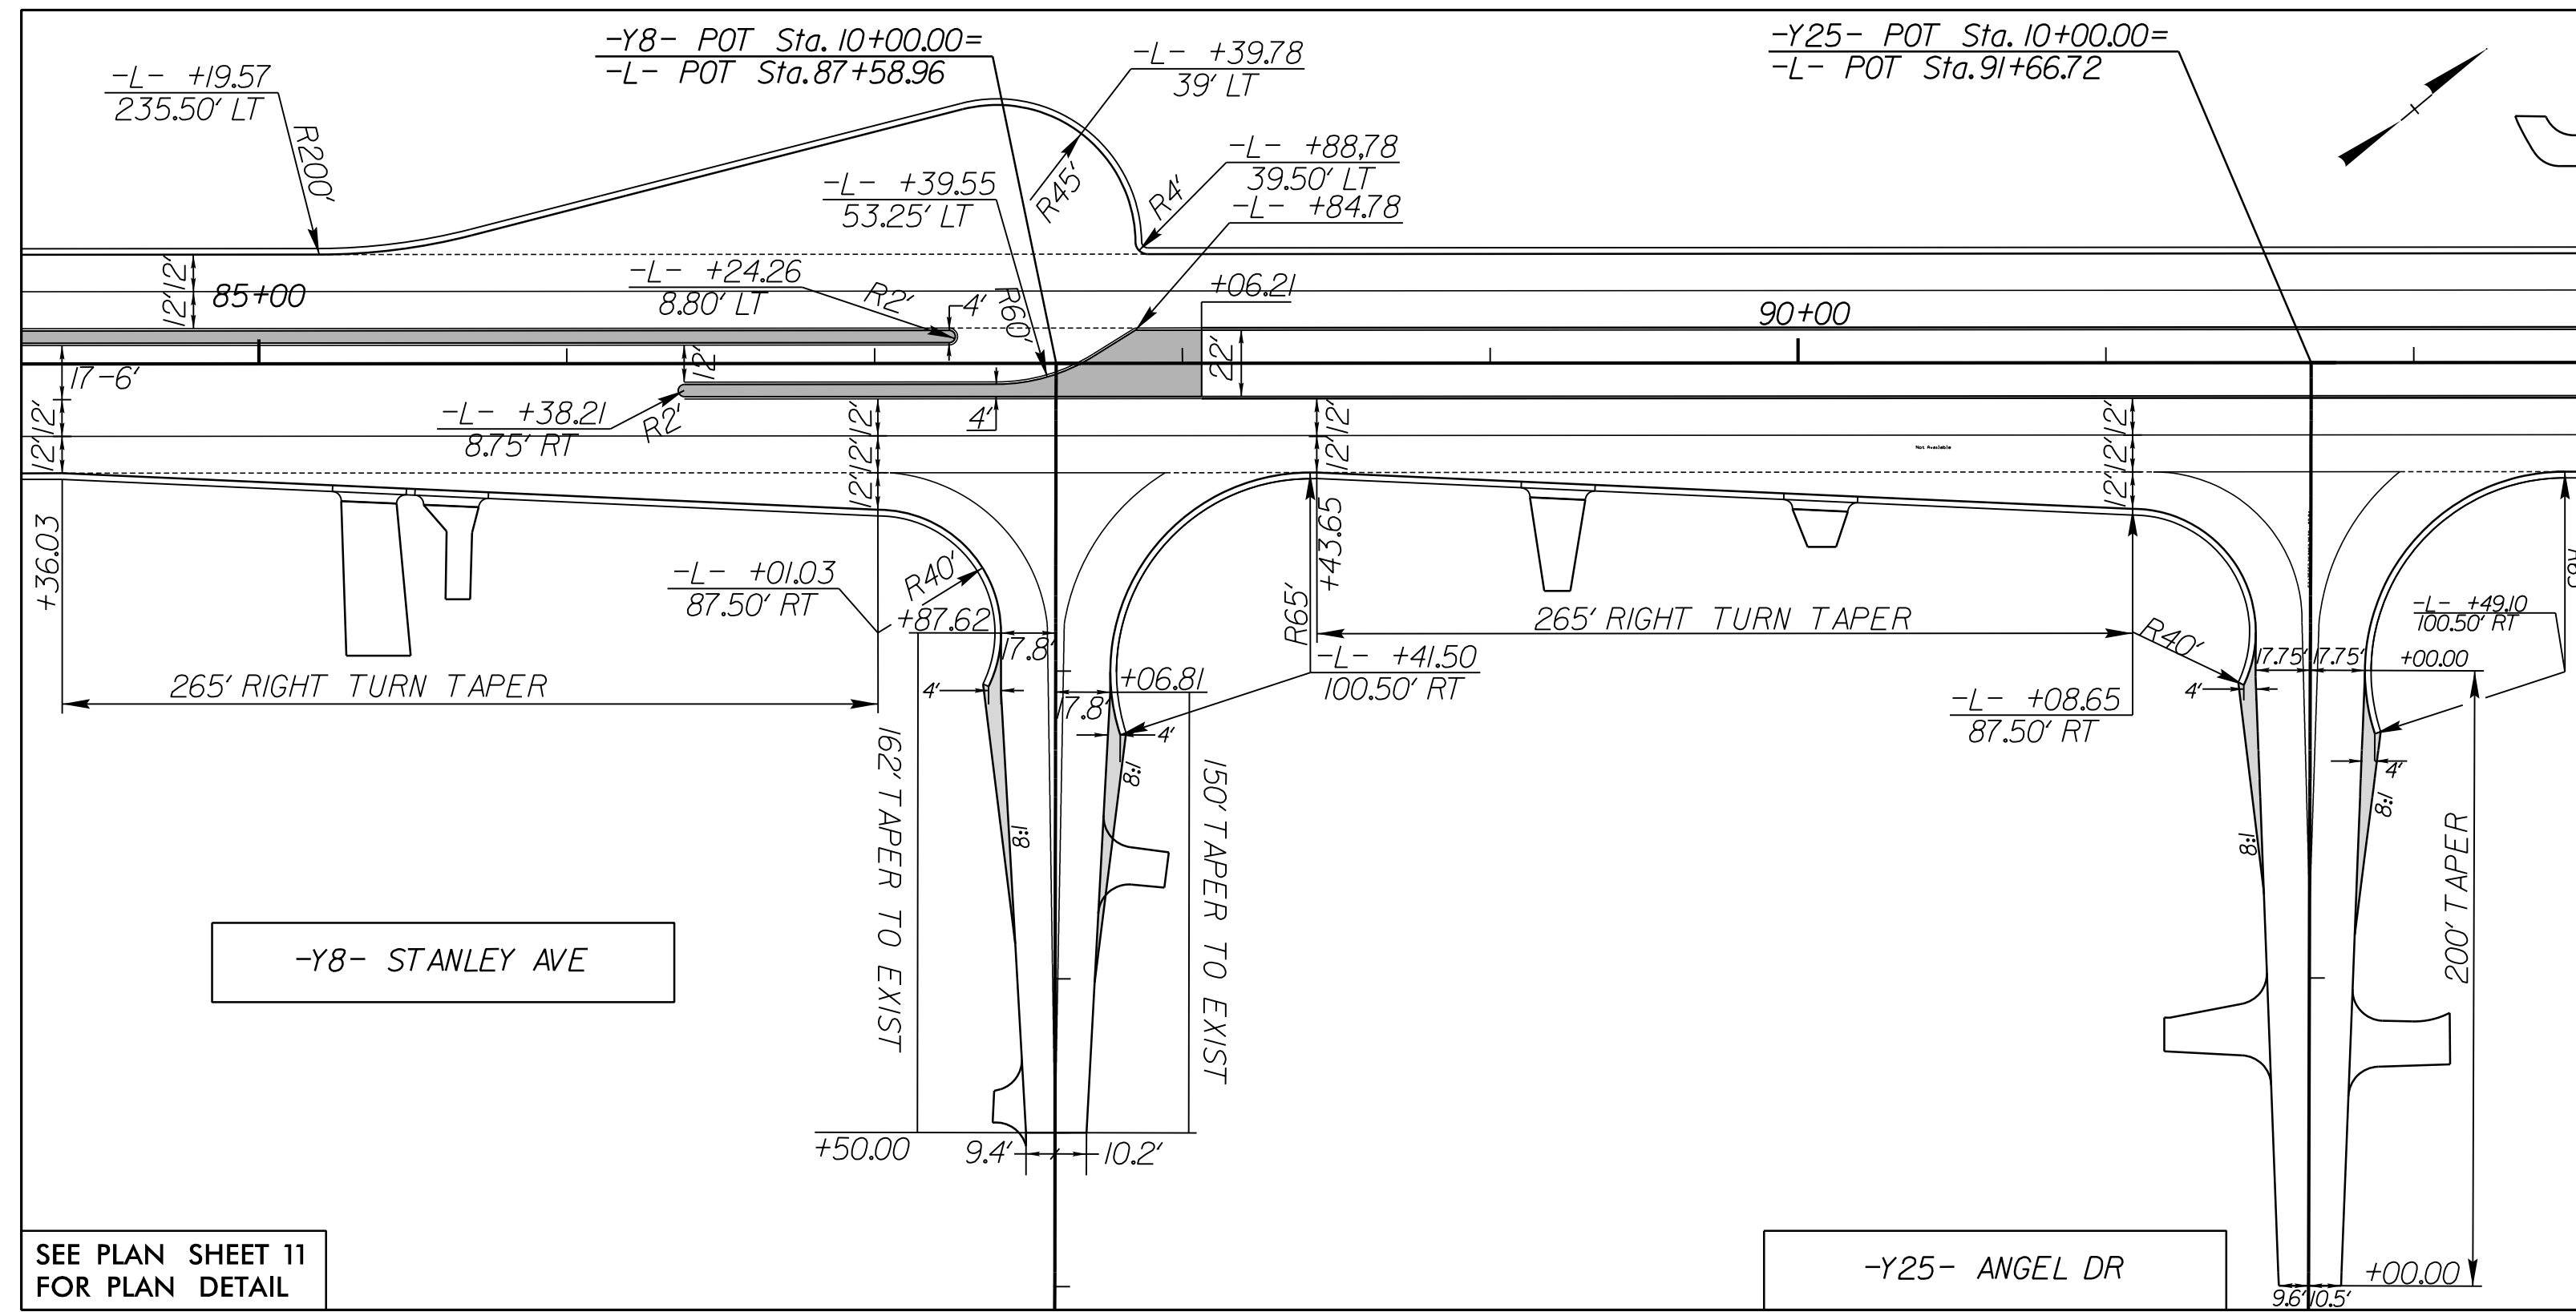 -Y8- POT Sta. 10+00.00=
-L- POT Sta. 87+58.96
-Y25- POT Sta. 10+00.00=
-L- POT Sta. 91+66.72
-L- +19.57
235.50' LT
R200'
-L- +39.78
39' LT
R45'
-L- +88.78
39.50' LT
R4'
-L- +84.78
-L- +39.55
53.25' LT
R60'
-L- +24.26
8.80' LT
R2'
4'
+06.21
12'
12'
85+00
90+00
22'
17-6'
12'
-L- +38.21
8.75' RT
R2'
4'
12'
12'
12'
12'
12'
12'
12'
12'
12'
12'
Not Available
+36.03
265' RIGHT TURN TAPER
-L- +01.03
87.50' RT
R40'
+87.62
17.8'
4'
+06.81
17.8'
4'
8:1
8:1
R65'
+43.65
-L- +41.50
100.50' RT
265' RIGHT TURN TAPER
R40'
-L- +08.65
87.50' RT
17.75'
17.75'
+00.00
4'
4'
8:1
8:1
-L- +49.10
100.50' RT
162' TAPER TO EXIST
150' TAPER TO EXIST
200' TAPER
-Y8- STANLEY AVE
+50.00
9.4'
10.2'
SEE PLAN SHEET 11
FOR PLAN DETAIL
-Y25- ANGEL DR
+00.00
9.6'
10.5'